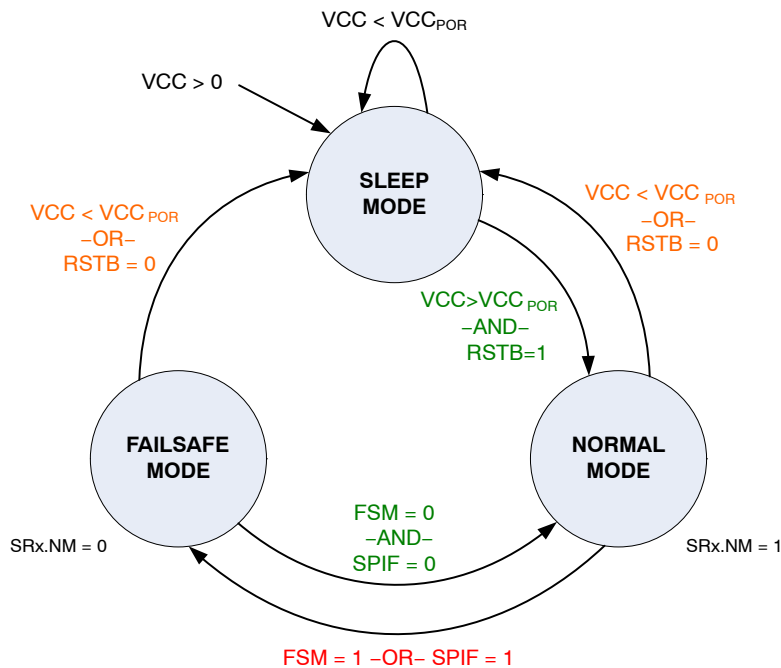 VCC < VCCPOR
VCC > 0
SLEEP
MODE
VCC < VCC POR
–OR–
RSTB = 0
VCC < VCC POR
–OR–
RSTB = 0
VCC>VCC POR
–AND–
RSTB=1
FAILSAFE
MODE
NORMAL
MODE
FSM = 0
–AND–
SPIF = 0
SRx.NM = 0
SRx.NM = 1
FSM = 1 –OR– SPIF = 1